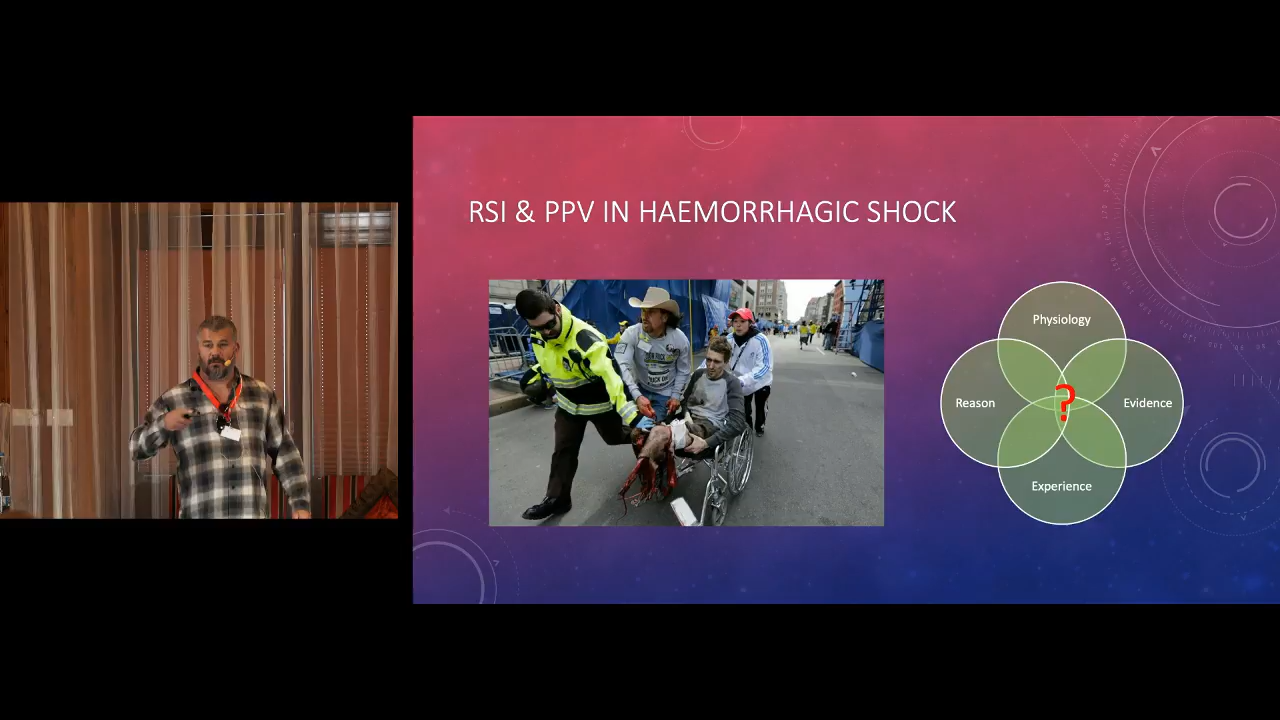 RSI & PPV IN HAEMORRHAGIC SHOCK
Physiology
Reason
?
Evidence
Experience